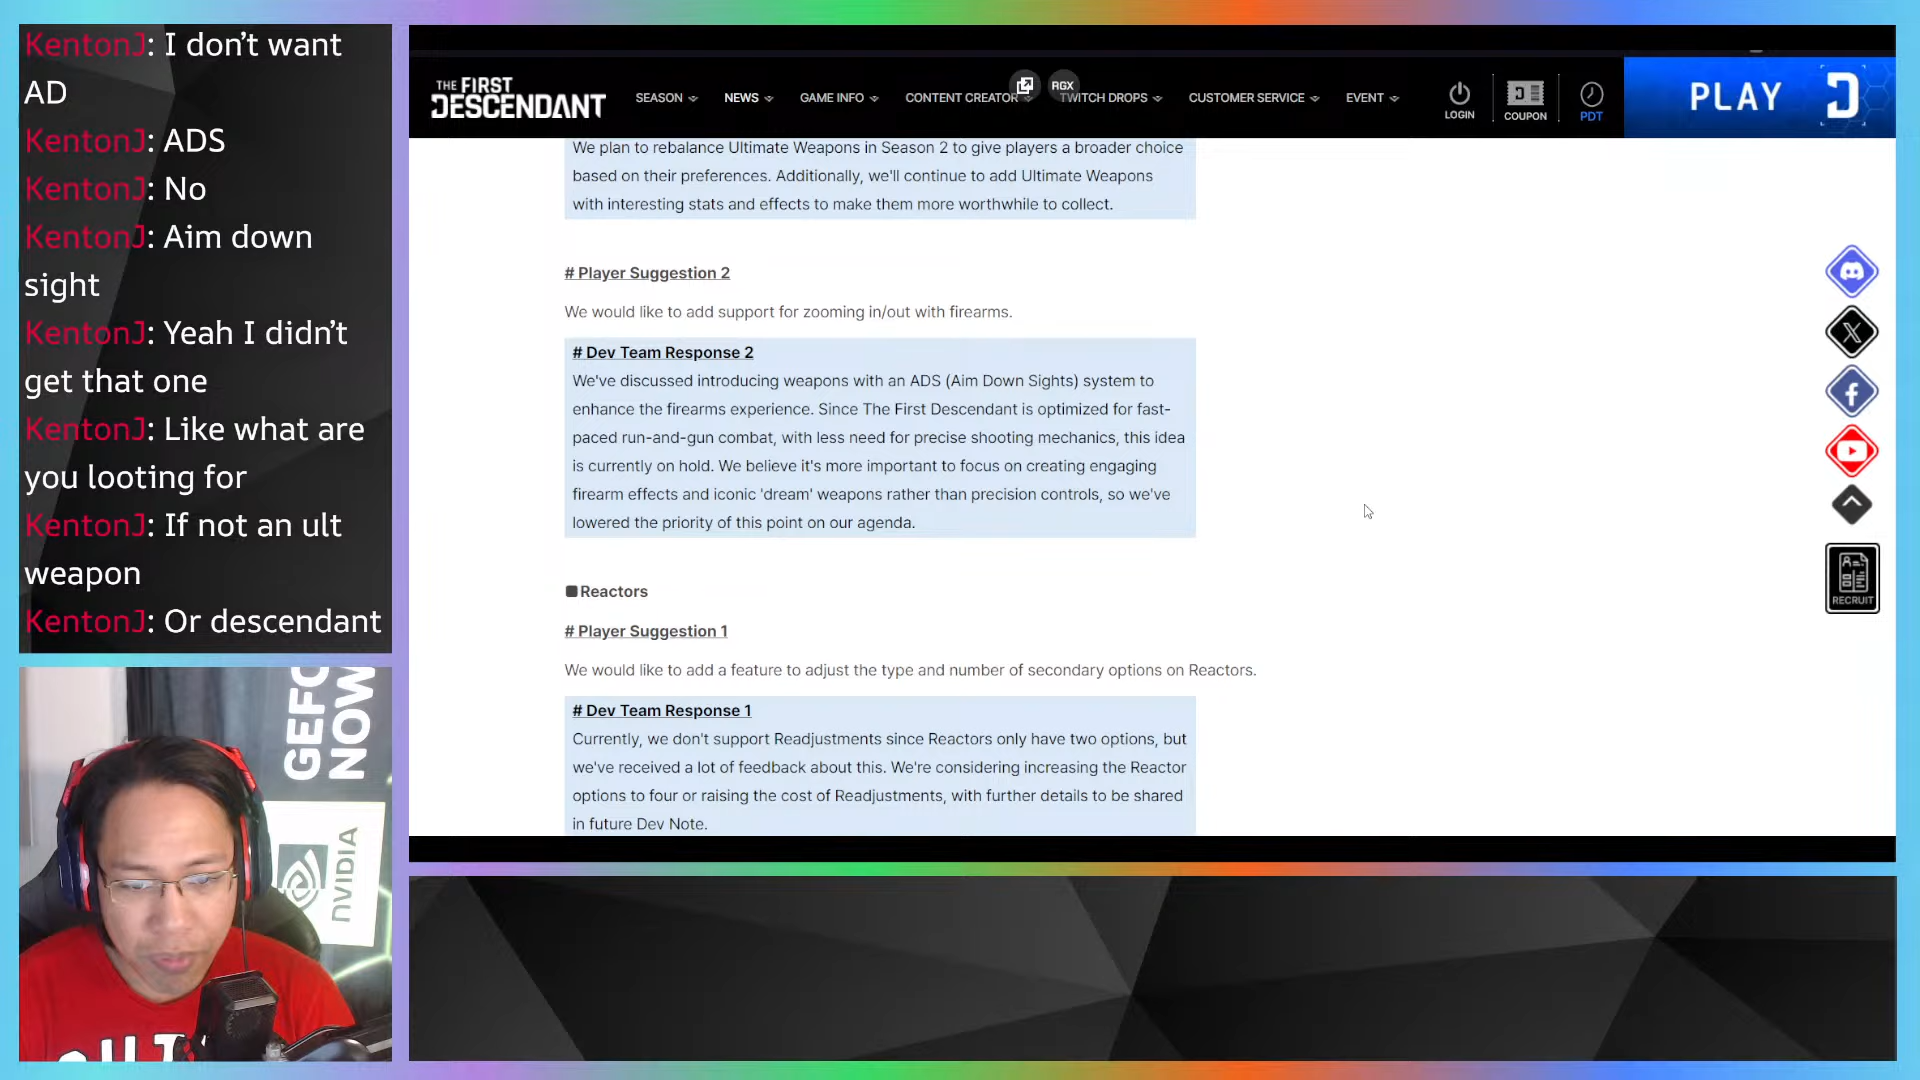 KentonJ: I don't want
AD
KentonJ: ADS
KentonJ: No
KentonJ: Aim down
sight
KentonJ: Yeah I didn't
get that one
KentonJ: Like what are
you looting for
KentonJ: If not an ult
weapon
KentonJ: Or descendant
GEFO
NOW
NVIDIA
THE FIRST
DESCENDANT
SEASON
NEWS
GAME INFO
CONTENT CREATOR
RGX
TWITCH DROPS
CUSTOMER SERVICE
EVENT
LOGIN
COUPON
PDT
PLAY
We plan to rebalance Ultimate Weapons in Season 2 to give players a broader choice
based on their preferences. Additionally, we'll continue to add Ultimate Weapons
with interesting stats and effects to make them more worthwhile to collect.
# Player Suggestion 2
We would like to add support for zooming in/out with firearms.
# Dev Team Response 2
We've discussed introducing weapons with an ADS (Aim Down Sights) system to
enhance the firearms experience. Since The First Descendant is optimized for fast-
paced run-and-gun combat, with less need for precise shooting mechanics, this idea
is currently on hold. We believe it's more important to focus on creating engaging
firearm effects and iconic 'dream' weapons rather than precision controls, so we've
lowered the priority of this point on our agenda.
■Reactors
# Player Suggestion 1
We would like to add a feature to adjust the type and number of secondary options on Reactors.
# Dev Team Response 1
Currently, we don't support Readjustments since Reactors only have two options, but
we've received a lot of feedback about this. We're considering increasing the Reactor
options to four or raising the cost of Readjustments, with further details to be shared
in future Dev Note.
RECRUIT